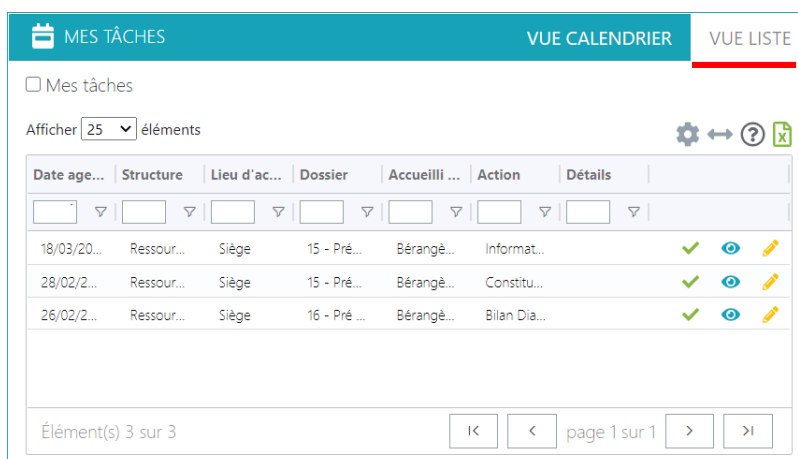 MES TÂCHES VUE CALENDRIER VUE LISTE
Mes tâches
Afficher 25 éléments
Date age... Structure Lieu d'ac... Dossier Accueilli ... Action Détails
18/03/20... Ressour... Siège 15 - Pré... Bérangè... Informat...
28/02/2... Ressour... Siège 15 - Pré... Bérangè... Constitu...
26/02/2... Ressour... Siège 16 - Pré ... Bérangè... Bilan Dia...
Élément(s) 3 sur 3 page 1 sur 1